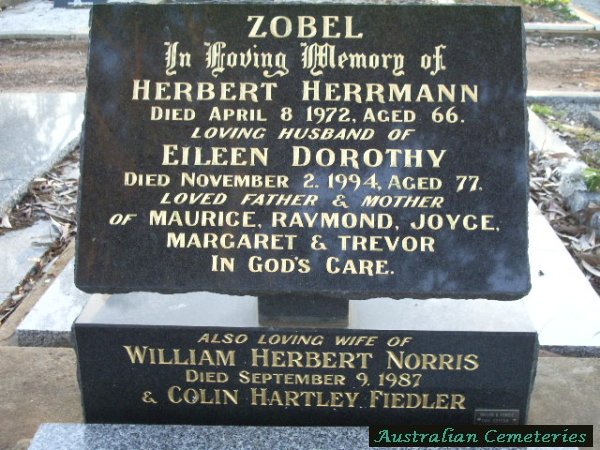 ZOBEL
In Loving Memory of
HERBERT HERRMANN
DIED APRIL 8 1972, AGED 66.
LOVING HUSBAND OF
EILEEN DOROTHY
DIED NOVEMBER 2, 1994, AGED 77.
LOVED FATHER & MOTHER
OF MAURICE, RAYMOND, JOYCE,
MARGARET & TREVOR
IN GOD'S CARE.
ALSO LOVING WIFE OF
WILLIAM HERBERT NORRIS
DIED SEPTEMBER 9, 1987
& COLIN HARTLEY FIEDLER
Australian Cemeteries